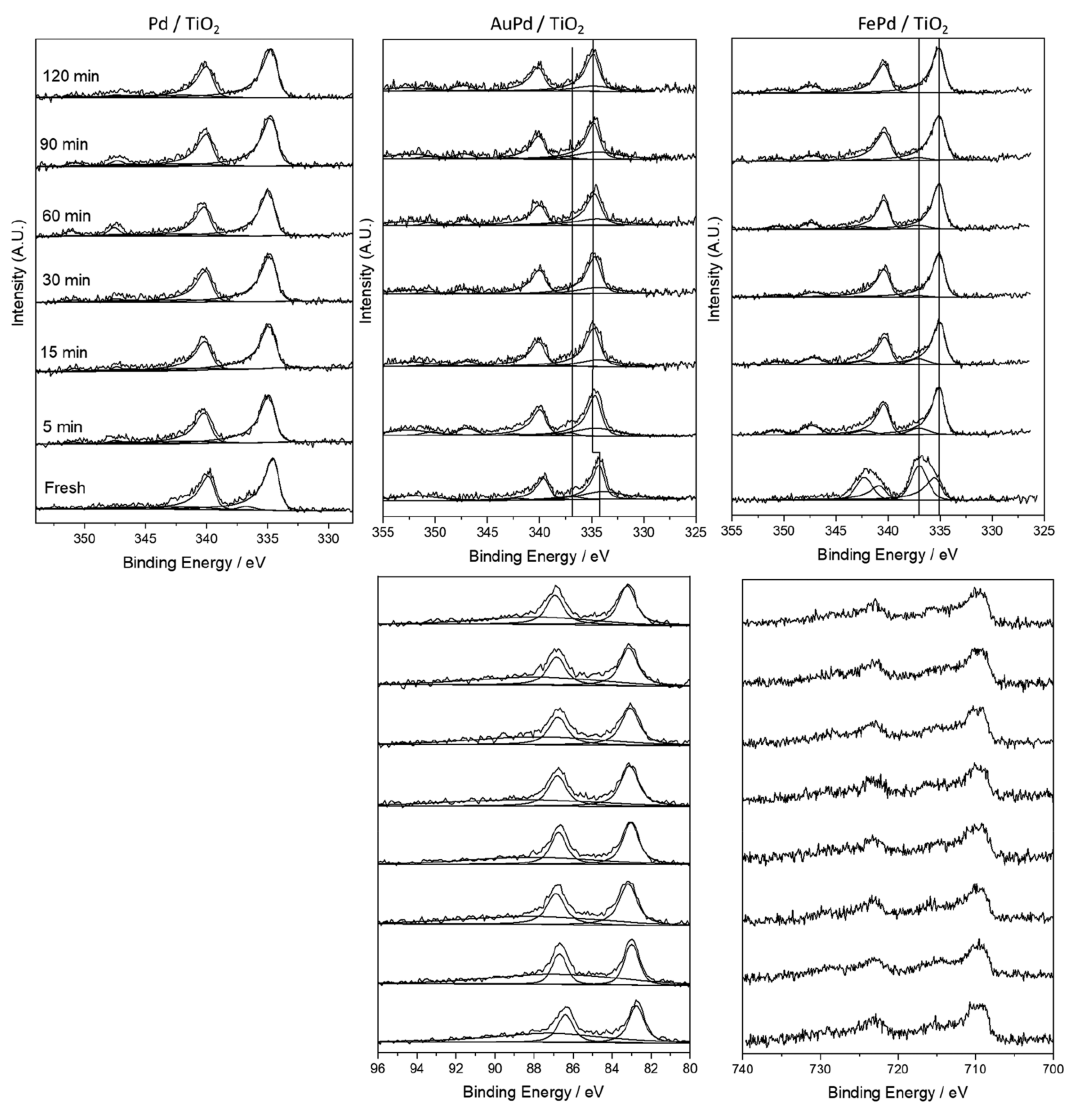 Pd / TiO₂ AuPd / TiO₂ FePd / TiO₂
Intensity (A.U.)
120 min
90 min
60 min
30 min
15 min
5 min
Fresh
350 345 340 335 330
Binding Energy / eV
Intensity (A.U.)
355 350 345 340 335 330 325
Binding Energy / eV
Intensity (A.U.)
355 350 345 340 335 330 325
Binding Energy / eV
96 94 92 90 88 86 84 82 80
Binding Energy / eV
740 730 720 710 700
Binding Energy / eV